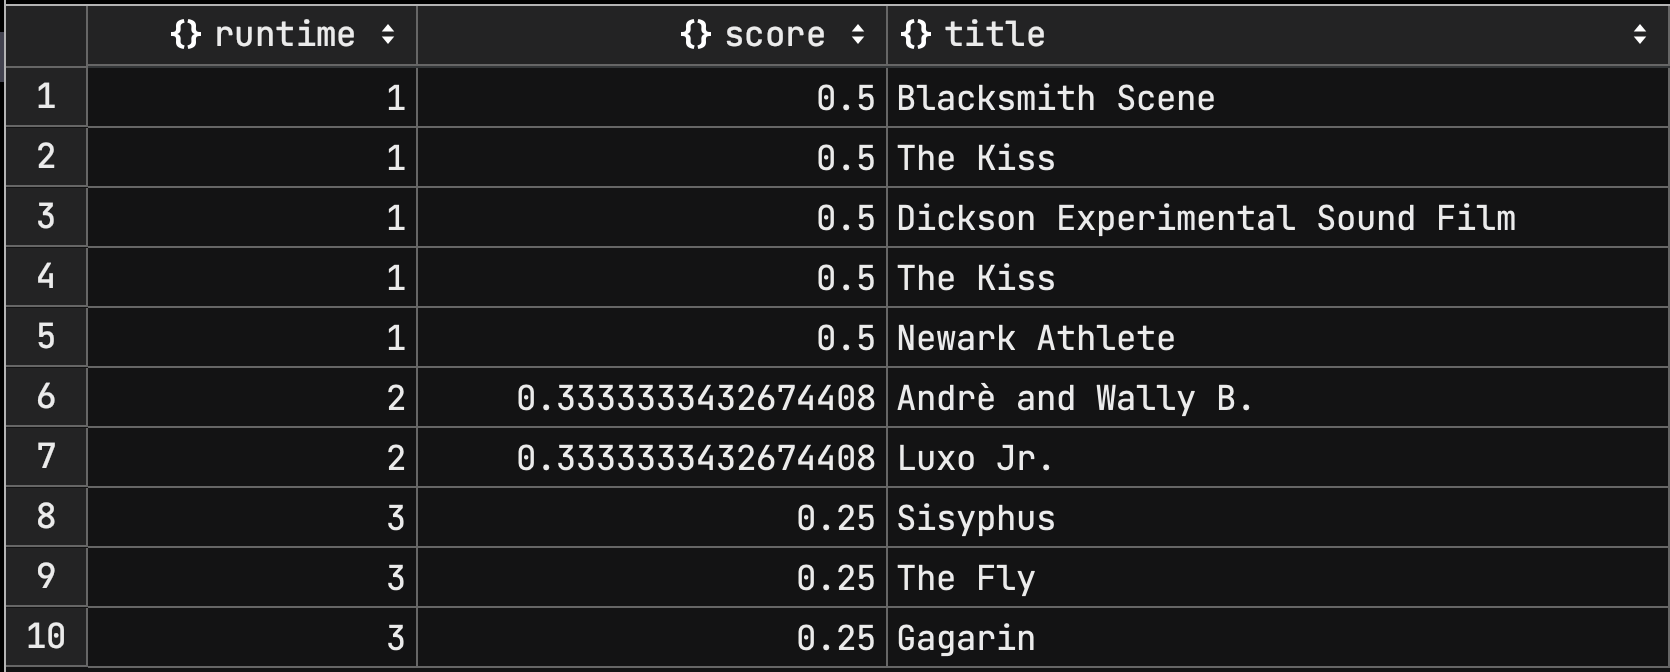 {} runtime {} score {} title
1 1 0.5 Blacksmith Scene
2 1 0.5 The Kiss
3 1 0.5 Dickson Experimental Sound Film
4 1 0.5 The Kiss
5 1 0.5 Newark Athlete
6 2 0.3333333432674408 Andrè and Wally B.
7 2 0.3333333432674408 Luxo Jr.
8 3 0.25 Sisyphus
9 3 0.25 The Fly
10 3 0.25 Gagarin